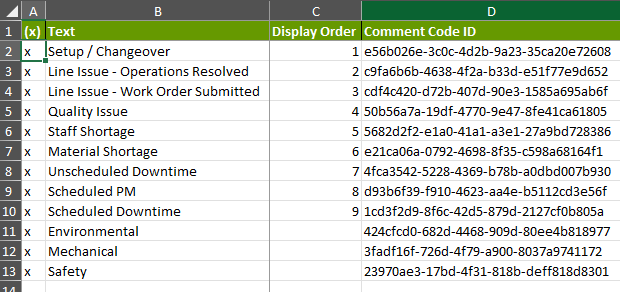 A B C D
1 (x) Text Display Order Comment Code ID
2 x Setup / Changeover 1 e56b026e-3c0c-4d2b-9a23-35ca20e72608
3 x Line Issue - Operations Resolved 2 c9fa6b6b-4638-4f2a-b33d-e51f77e9d652
4 x Line Issue - Work Order Submitted 3 cdf4c420-d72b-407d-90e3-1585a695ab6f
5 x Quality Issue 4 50b56a7a-19df-4770-9e47-8fe41ca61805
6 x Staff Shortage 5 5682d2f2-e1a0-41a1-a3e1-27a9bd728386
7 x Material Shortage 6 e21ca06a-0792-4698-8f35-c598a68164f1
8 x Unscheduled Downtime 7 4fca3542-5228-4369-b78b-a0dbd007b930
9 x Scheduled PM 8 d93b6f39-f910-4623-aa4e-b5112cd3e56f
10 x Scheduled Downtime 9 1cd3f2d9-8f6c-42d5-879d-2127cf0b805a
11 x Environmental 424cfcd0-682d-4468-909d-80ee4b818977
12 x Mechanical 3fadf16f-726d-4f79-a900-8037a9741172
13 x Safety 23970ae3-17bd-4f31-818b-deff818d8301
14